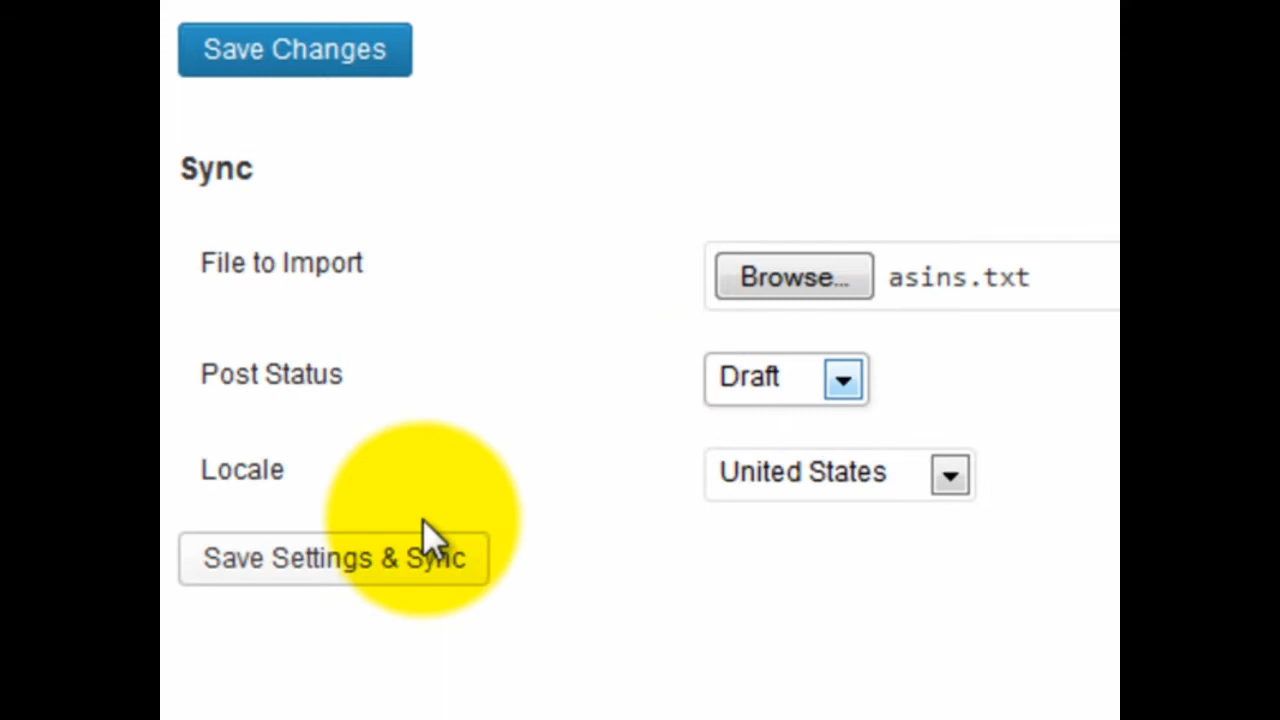 Save Changes
Sync
File to Import
Browse... asins.txt
Post Status
Draft
Locale
United States
Save Settings & Sync